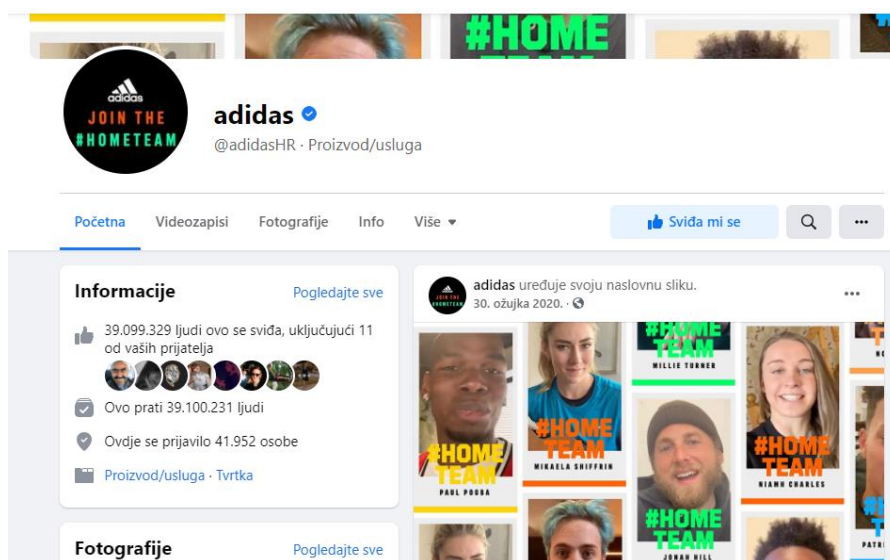 #HOME
adidas
JOIN THE
#HOMETEAM
adidas
@adidasHR · Proizvod/usluga
Početna Videozapisi Fotografije Info Više
Sviđa mi se
Informacije Pogledajte sve
39.099.329 ljudi ovo se sviđa, uključujući 11
od vaših prijatelja
Ovo prati 39.100.231 ljudi
Ovdje se prijavilo 41.952 osobe
Proizvod/usluga · Tvrtka
Fotografije Pogledajte sve
adidas uređuje svoju naslovnu sliku.
30. ožujka 2020. ·
JOIN THE
#HOMETEAM
#HOME
TEAM
PAUL POGBA
#HOME
TEAM
MIKAELA SHIFFRIN
#HOME
TEAM
MILLIE TURNER
#HOME
TEAM
JONAH HILL
#HOME
TEAM
NIAMH CHARLES